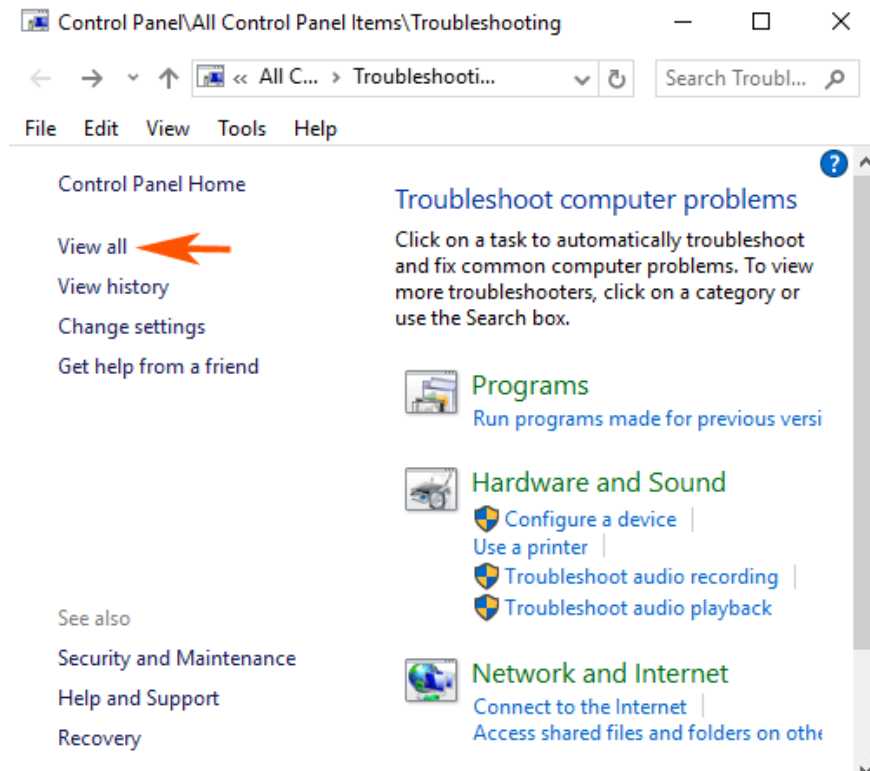 Control Panel\All Control Panel Items\Troubleshooting
« All C... › Troubleshooti...
Search Troubl...
File Edit View Tools Help
Control Panel Home
View all
View history
Change settings
Get help from a friend
See also
Security and Maintenance
Help and Support
Recovery
?
Troubleshoot computer problems
Click on a task to automatically troubleshoot
and fix common computer problems. To view
more troubleshooters, click on a category or
use the Search box.
Programs
Run programs made for previous versi
Hardware and Sound
Configure a device
Use a printer
Troubleshoot audio recording
Troubleshoot audio playback
Network and Internet
Connect to the Internet
Access shared files and folders on othe